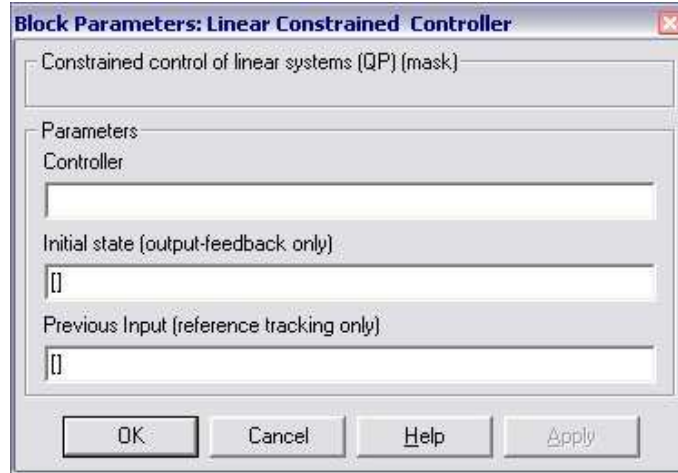 Block Parameters: Linear Constrained Controller
Constrained control of linear systems (QP) (mask)
Parameters
Controller
Initial state (output-feedback only)
[]
Previous Input (reference tracking only)
[]
OK Cancel Help Apply